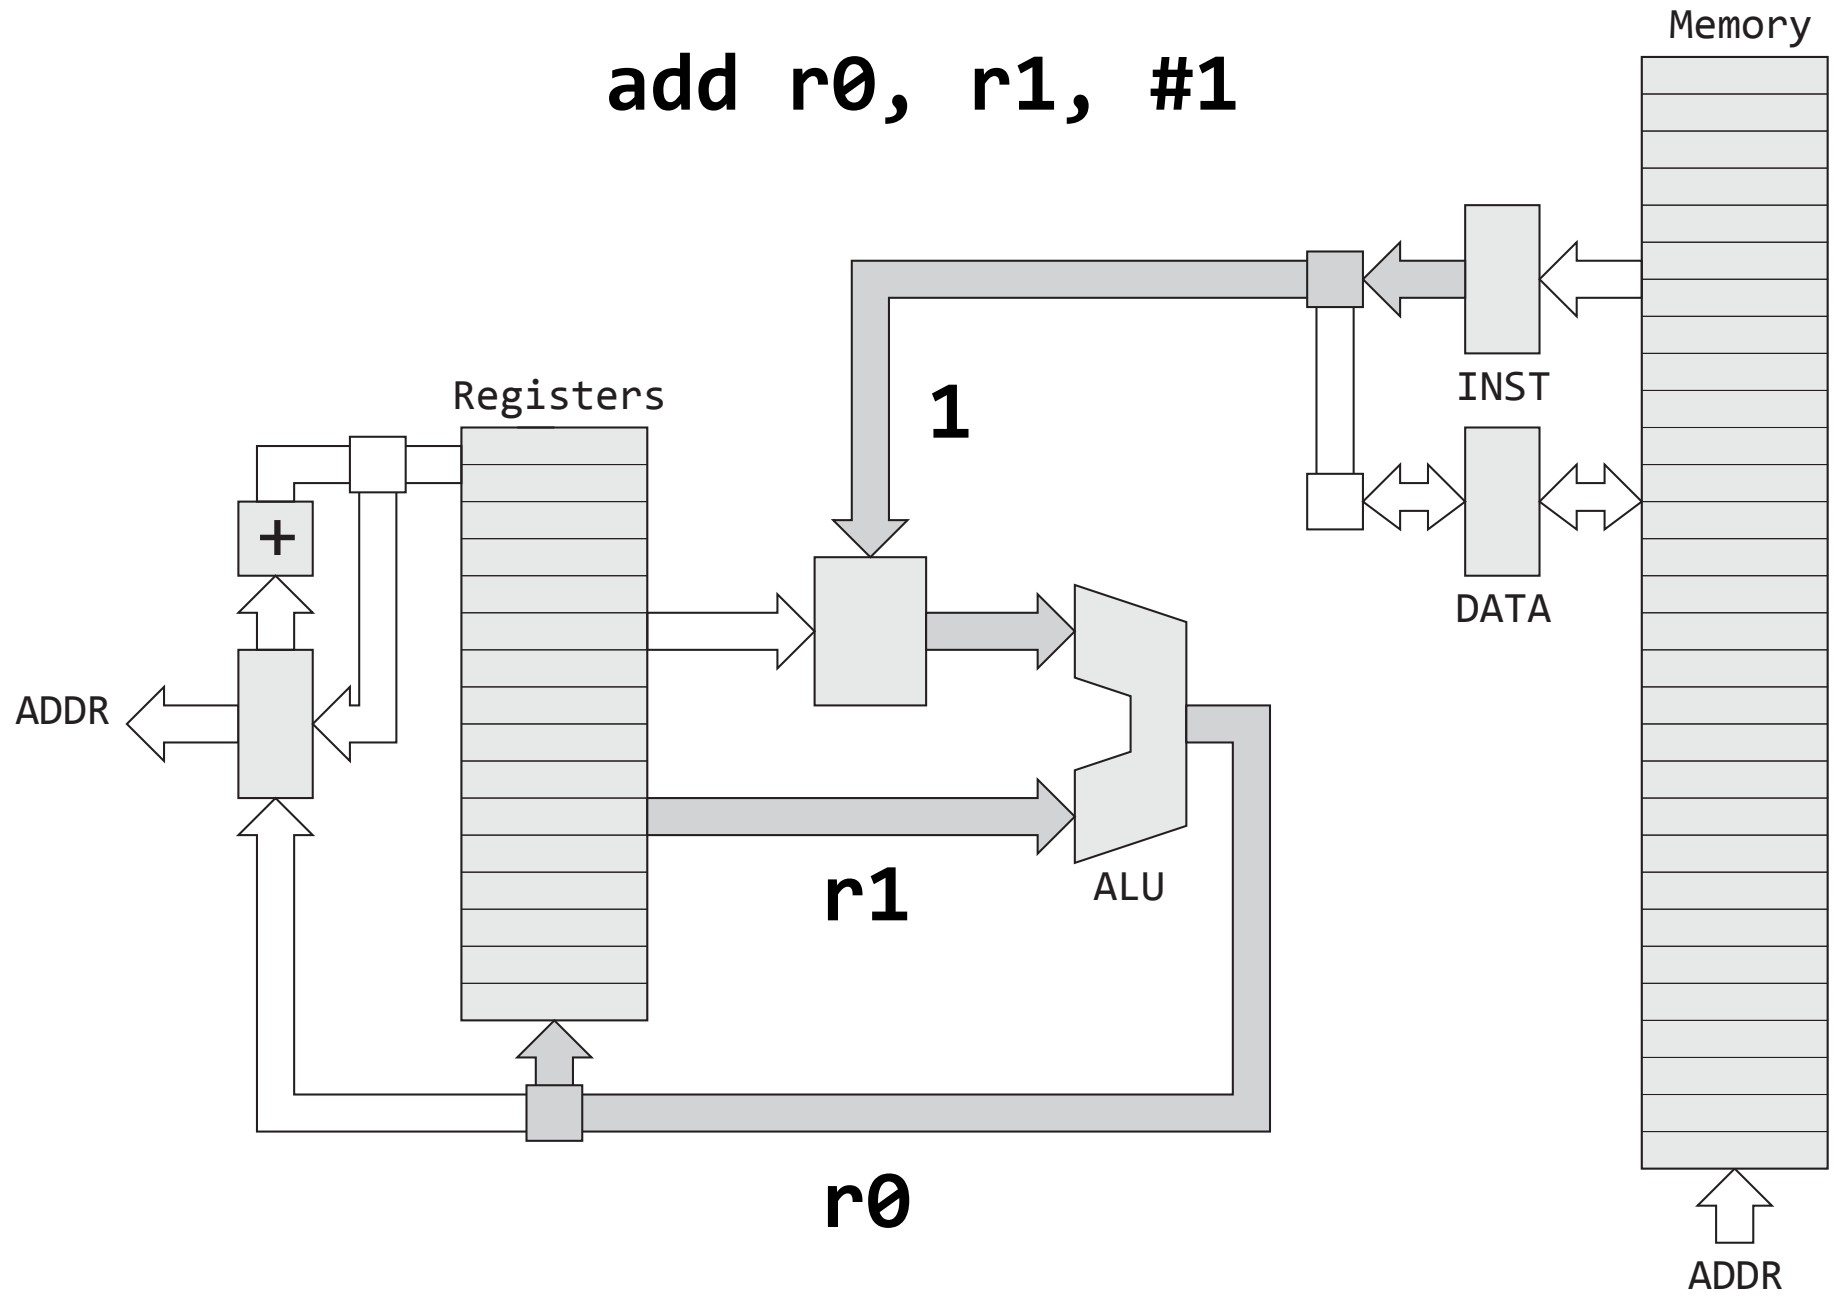 Memory
add r0, r1, #1
INST
Registers
1
+
DATA
ADDR
r1
ALU
r0
ADDR